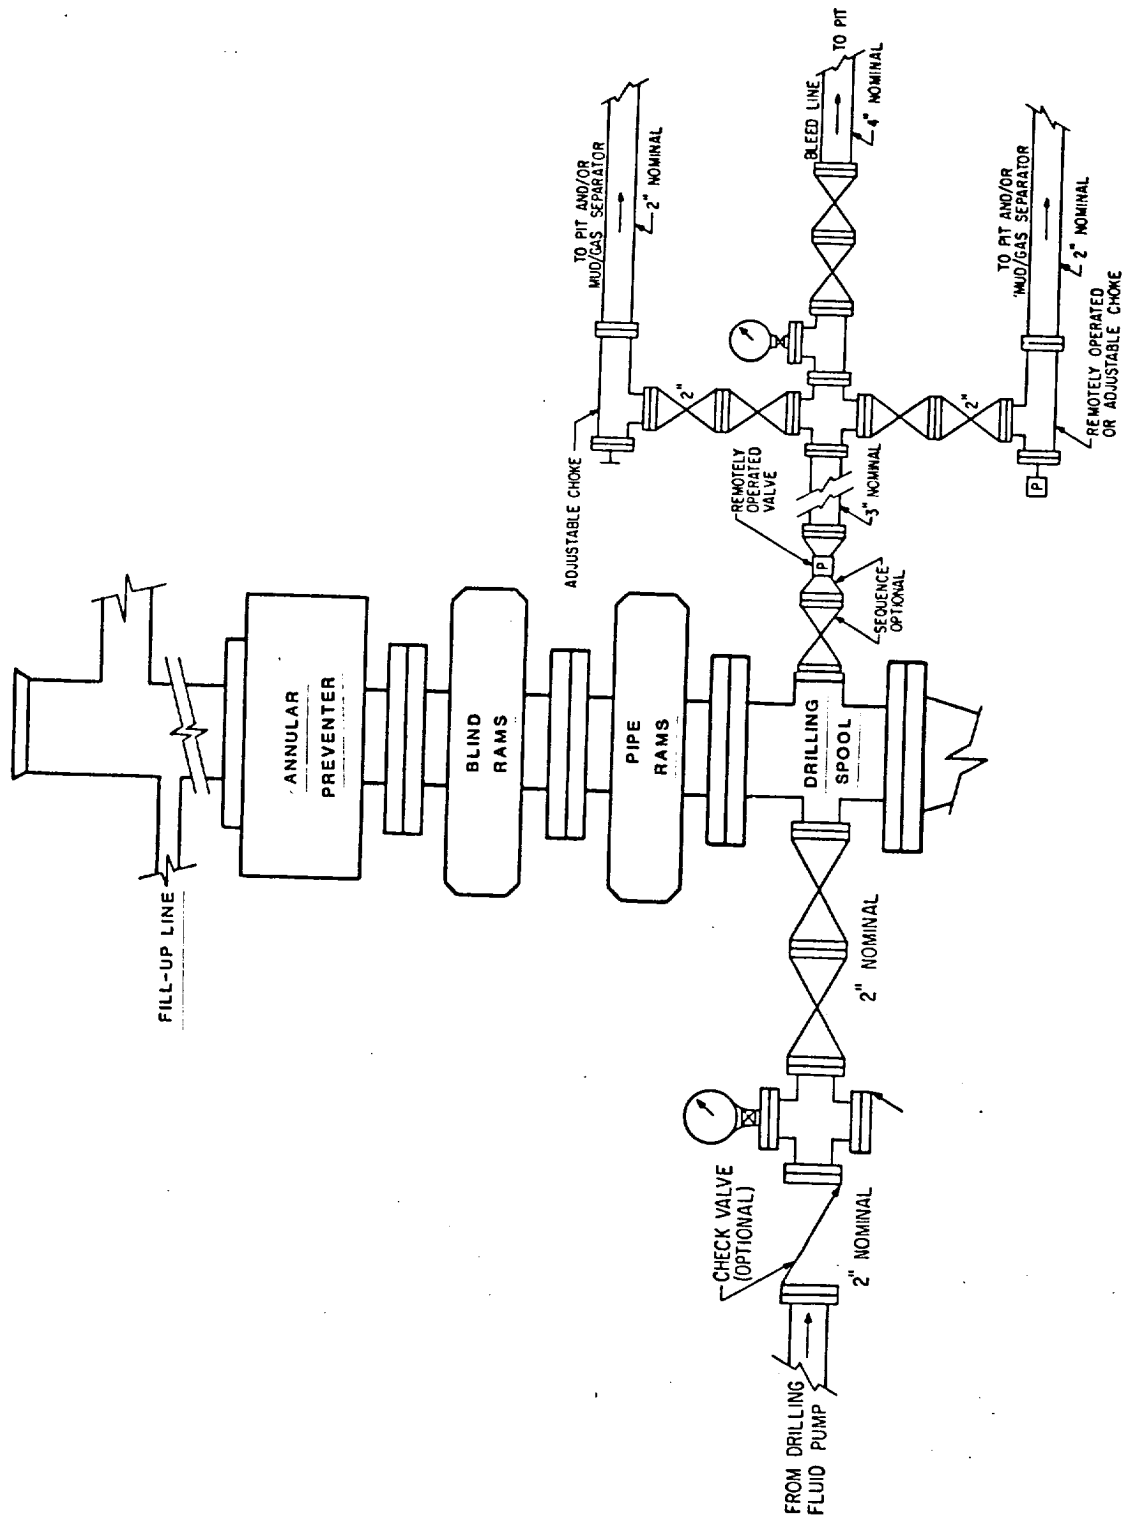 FILL-UP LINE
ANNULAR
PREVENTER
BLIND
RAMS
PIPE
RAMS
DRILLING
SPOOL
ADJUSTABLE CHOKE
TO PIT AND/OR
MUD/GAS SEPARATOR
2" NOMINAL
2"
REMOTELY
OPERATED
VALVE
P
SEQUENCE
OPTIONAL
3" NOMINAL
BLEED LINE
TO PIT
4" NOMINAL
2"
TO PIT AND/OR
MUD/GAS SEPARATOR
2" NOMINAL
P
REMOTELY OPERATED
OR ADJUSTABLE CHOKE
2" NOMINAL
CHECK VALVE
(OPTIONAL)
2" NOMINAL
FROM DRILLING
FLUID PUMP